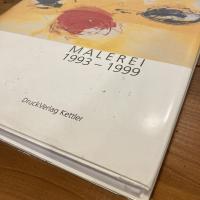 MALEREI
1993 – 1999
DruckVerlag Kettler